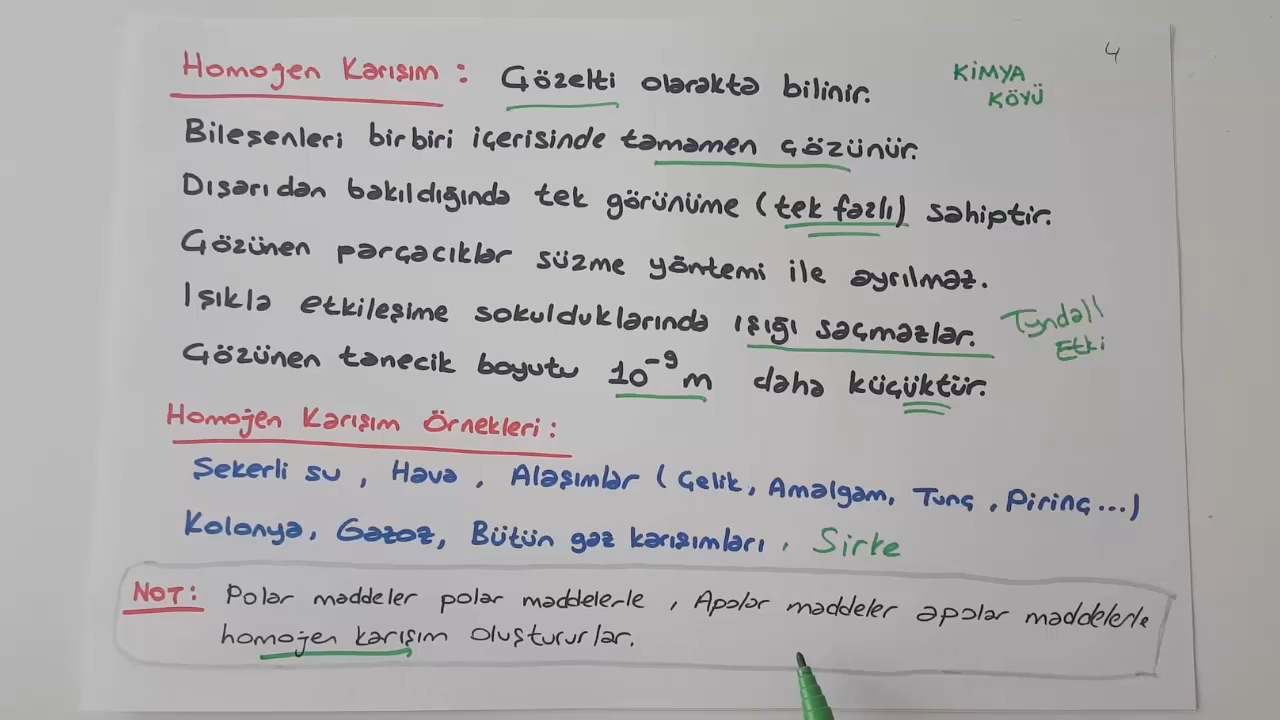 4
Homojen Karışım : Çözelti olarakta bilinir.
KİMYA
KÖYÜ
Bileşenleri birbiri içerisinde tamamen çözünür.
Dışarıdan bakıldığında tek görünüme (tek fazlı) sahiptir.
Çözünen parçacıklar süzme yöntemi ile ayrılmaz.
Işıkla etkileşime sokulduklarında ışığı saçmazlar.
Tyndall
Etki
Çözünen tanecik boyutu 10⁻⁹ m daha küçüktür.
Homojen Karışım Örnekleri :
Şekerli su , Hava , Alaşımlar ( Çelik, Amalgam, Tunç , Pirinç ...)
Kolonya, Gazoz, Bütün gaz karışımları , Sirke
NOT: Polar maddeler polar maddelerle , Apolar maddeler apolar maddelerle
homojen karışım oluştururlar.